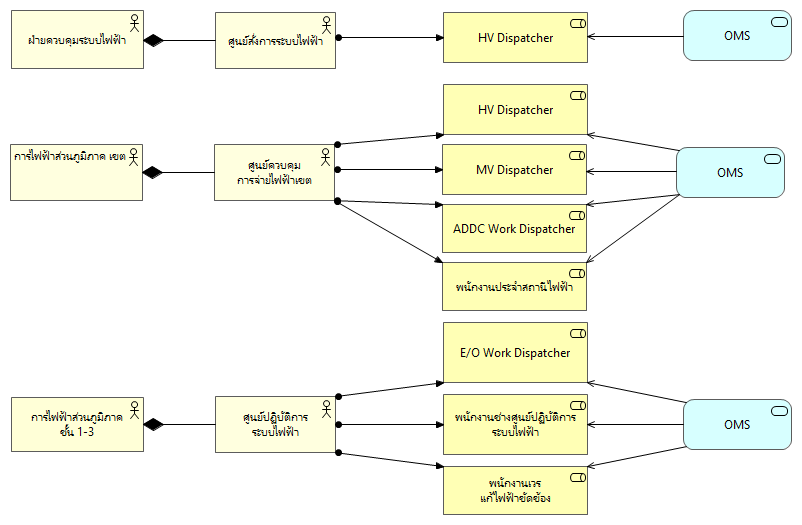 ฝ่ายควบคุมระบบไฟฟ้า
ศูนย์สั่งการระบบไฟฟ้า
HV Dispatcher
OMS
HV Dispatcher
การไฟฟ้าส่วนภูมิภาค เขต
ศูนย์ควบคุม
การจ่ายไฟฟ้าเขต
MV Dispatcher
OMS
ADDC Work Dispatcher
พนักงานประจำสถานีไฟฟ้า
E/O Work Dispatcher
การไฟฟ้าส่วนภูมิภาค
ชั้น 1-3
ศูนย์ปฏิบัติการ
ระบบไฟฟ้า
พนักงานช่างศูนย์ปฏิบัติการ
ระบบไฟฟ้า
OMS
พนักงานเวร
แก้ไฟฟ้าขัดข้อง